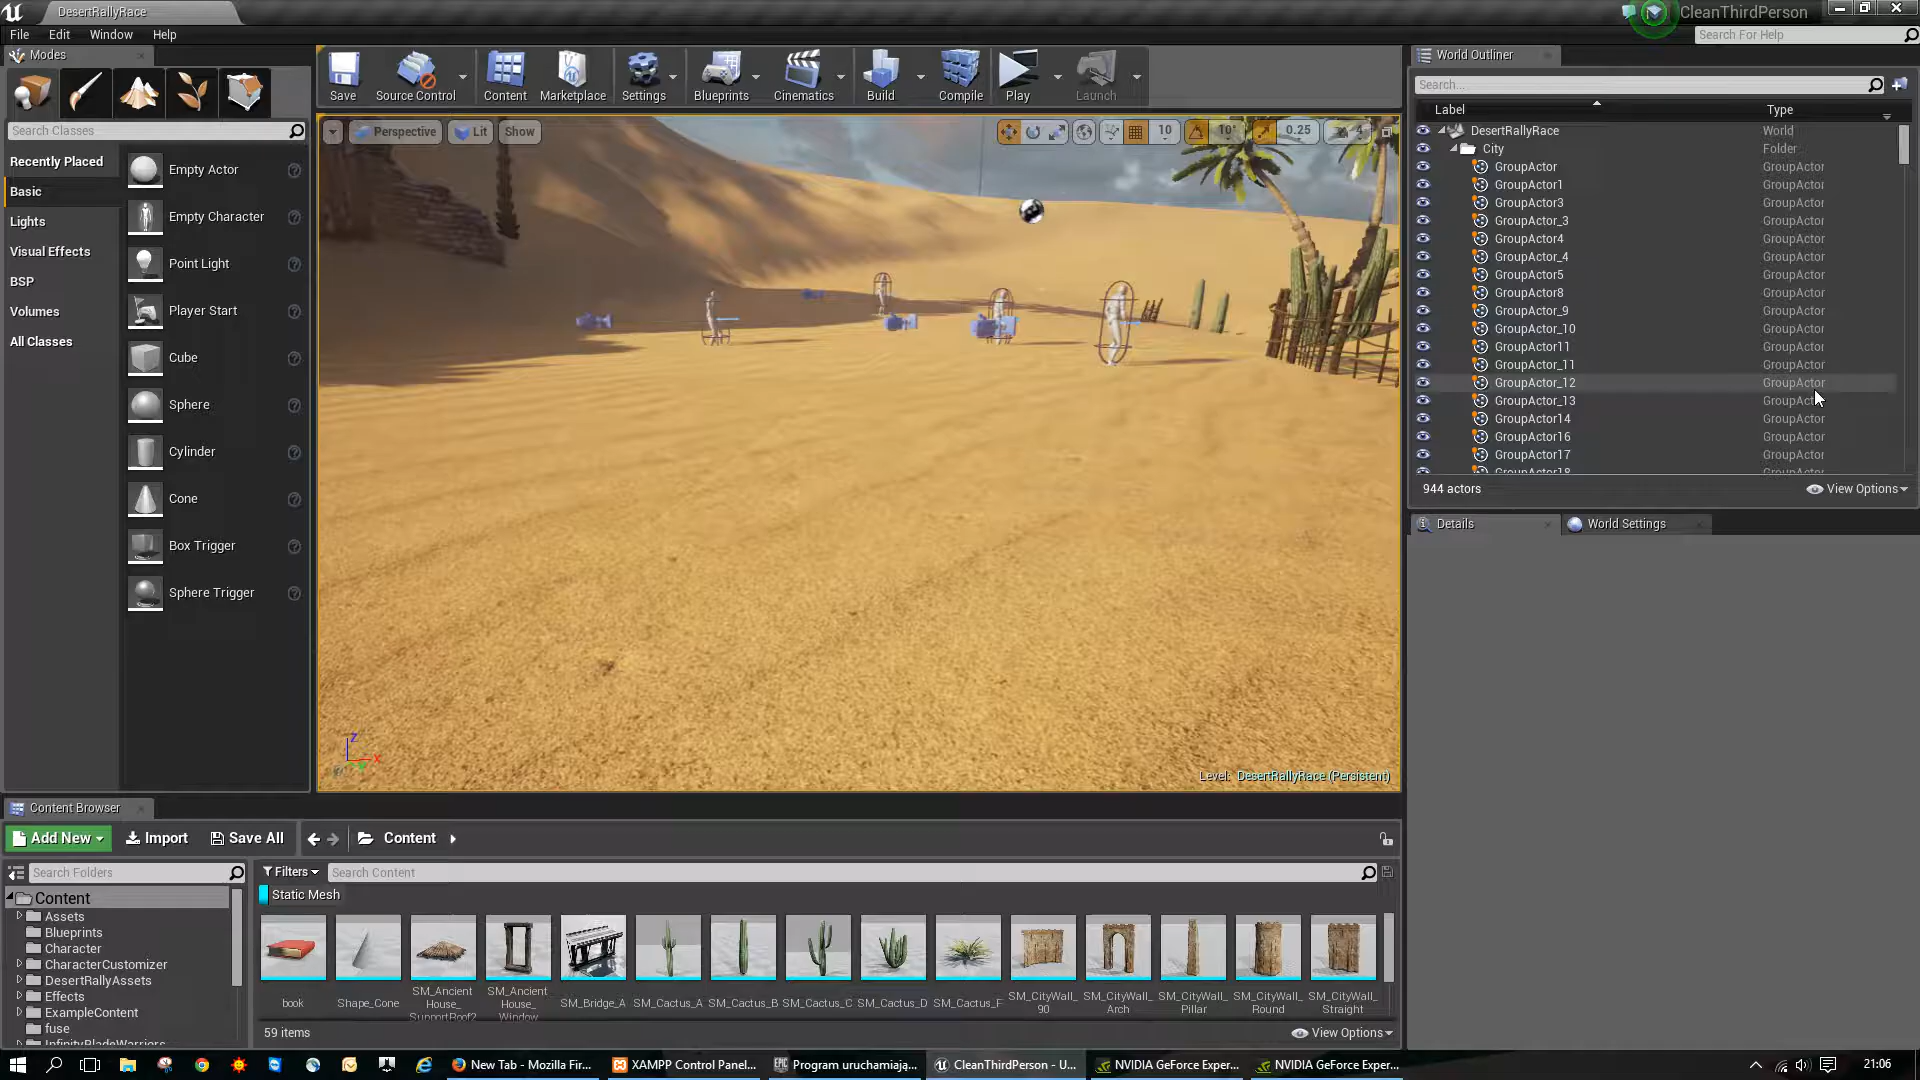 DesertRallyRace
CleanThirdPerson
File Edit Window Help
Search For Help
Modes
Search Classes
Recently Placed
Basic
Lights
Visual Effects
BSP
Volumes
All Classes
Empty Actor
Empty Character
Point Light
Player Start
Cube
Sphere
Cylinder
Cone
Box Trigger
Sphere Trigger
Save
Source Control
Content
Marketplace
Settings
Blueprints
Cinematics
Build
Compile
Play
Launch
Perspective Lit Show
10 10° 0.25 4
Level: DesertRallyRace (Persistent)
World Outliner
Search...
Label Type
DesertRallyRace World
City Folder
GroupActor GroupActor
GroupActor1 GroupActor
GroupActor3 GroupActor
GroupActor_3 GroupActor
GroupActor4 GroupActor
GroupActor_4 GroupActor
GroupActor5 GroupActor
GroupActor8 GroupActor
GroupActor_9 GroupActor
GroupActor_10 GroupActor
GroupActor11 GroupActor
GroupActor_11 GroupActor
GroupActor_12 GroupActor
GroupActor_13 GroupActor
GroupActor14 GroupActor
GroupActor16 GroupActor
GroupActor17 GroupActor
GroupActor18 GroupActor
944 actors
View Options
Details
World Settings
Content Browser
Add New Import Save All Content
Search Folders
Content
Assets
Blueprints
Character
CharacterCustomizer
DesertRallyAssets
Effects
ExampleContent
fuse
InfinityBladeWarriors
Filters Search Content
Static Mesh
book
Shape_Cone
SM_Ancient
House_
SupportRoof2
SM_Ancient
House_
Window_
SM_Bridge_A
SM_Cactus_A
SM_Cactus_B
SM_Cactus_C
SM_Cactus_D
SM_Cactus_F
SM_CityWall_
90
SM_CityWall_
Arch
SM_CityWall_
Pillar
SM_CityWall_
Round
SM_CityWall_
Straight
59 items
View Options
New Tab - Mozilla Fir...
XAMPP Control Panel...
Program uruchamiają...
CleanThirdPerson - U...
NVIDIA GeForce Exper...
NVIDIA GeForce Exper...
21:06